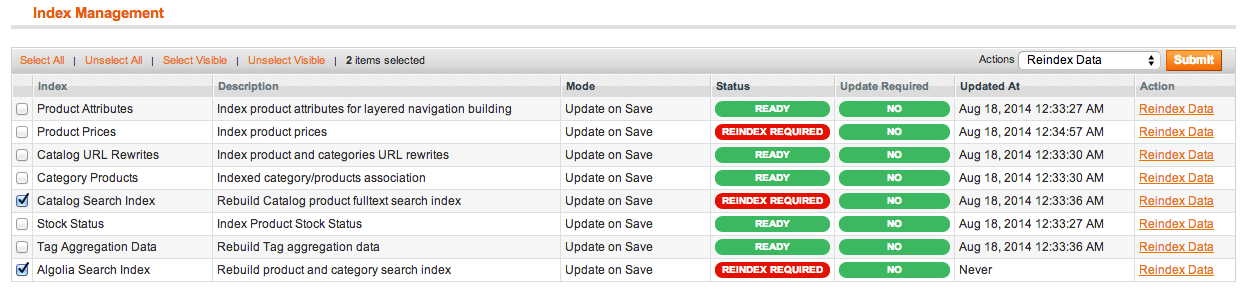 Index Management
Select All | Unselect All | Select Visible | Unselect Visible | 2 items selected Actions Reindex Data Submit
Index Description Mode Status Update Required Updated At Action
Product Attributes Index product attributes for layered navigation building Update on Save READY NO Aug 18, 2014 12:33:27 AM Reindex Data
Product Prices Index product prices Update on Save REINDEX REQUIRED NO Aug 18, 2014 12:34:57 AM Reindex Data
Catalog URL Rewrites Index product and categories URL rewrites Update on Save READY NO Aug 18, 2014 12:33:30 AM Reindex Data
Category Products Indexed category/products association Update on Save READY NO Aug 18, 2014 12:33:30 AM Reindex Data
Catalog Search Index Rebuild Catalog product fulltext search index Update on Save REINDEX REQUIRED NO Aug 18, 2014 12:33:36 AM Reindex Data
Stock Status Index Product Stock Status Update on Save READY NO Aug 18, 2014 12:33:27 AM Reindex Data
Tag Aggregation Data Rebuild Tag aggregation data Update on Save READY NO Aug 18, 2014 12:33:36 AM Reindex Data
Algolia Search Index Rebuild product and category search index Update on Save REINDEX REQUIRED NO Never Reindex Data